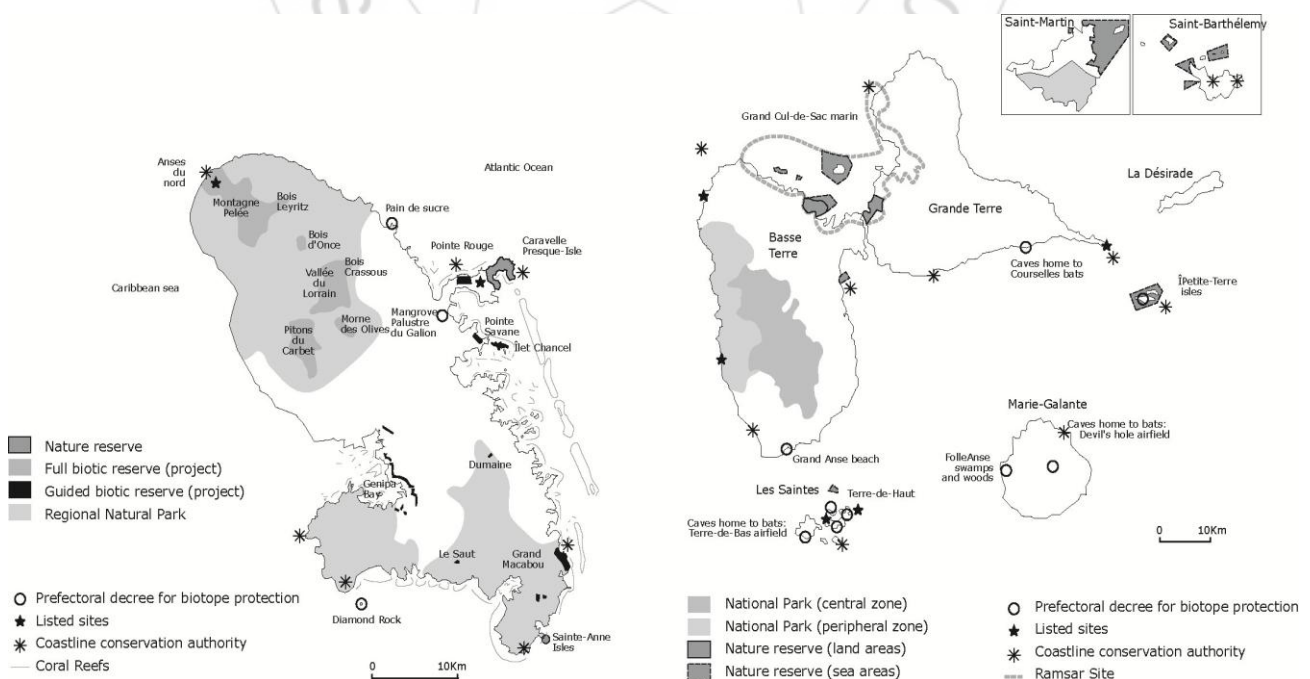 Anses
du
nord
Montagne
Pelée
Bois
Leyritz
Bois
d'Once
Bois
Crassous
Vallée
du
Lorrain
Morne
des Olives
Pitons
du
Carbet
Caribbean sea
Atlantic Ocean
Pain de sucre
Pointe Rouge
Caravelle
Presque-Isle
Mangrove
Palustre
du Galion
Pointe
Savane
Îlet Chancel
Dumaine
Genipa
Bay
Le Saut
Grand
Macabou
Diamond Rock
Sainte-Anne
Isles
0 10Km
Nature reserve
Full biotic reserve (project)
Guided biotic reserve (project)
Regional Natural Park
Prefectoral decree for biotope protection
Listed sites
Coastline conservation authority
Coral Reefs
Saint-Martin
Saint-Barthélemy
Grand Cul-de-Sac marin
La Désirade
Grande Terre
Basse
Terre
Caves home to
Courselles bats
ÎPetite-Terre
isles
Marie-Galante
Caves home to bats:
Devil's hole airfield
FolleAnse
swamps
and woods
Grand Anse beach
Les Saintes
Terre-de-Haut
Caves home to bats:
Terre-de-Bas airfield
0 10Km
National Park (central zone)
National Park (peripheral zone)
Nature reserve (land areas)
Nature reserve (sea areas)
Prefectoral decree for biotope protection
Listed sites
Coastline conservation authority
Ramsar Site